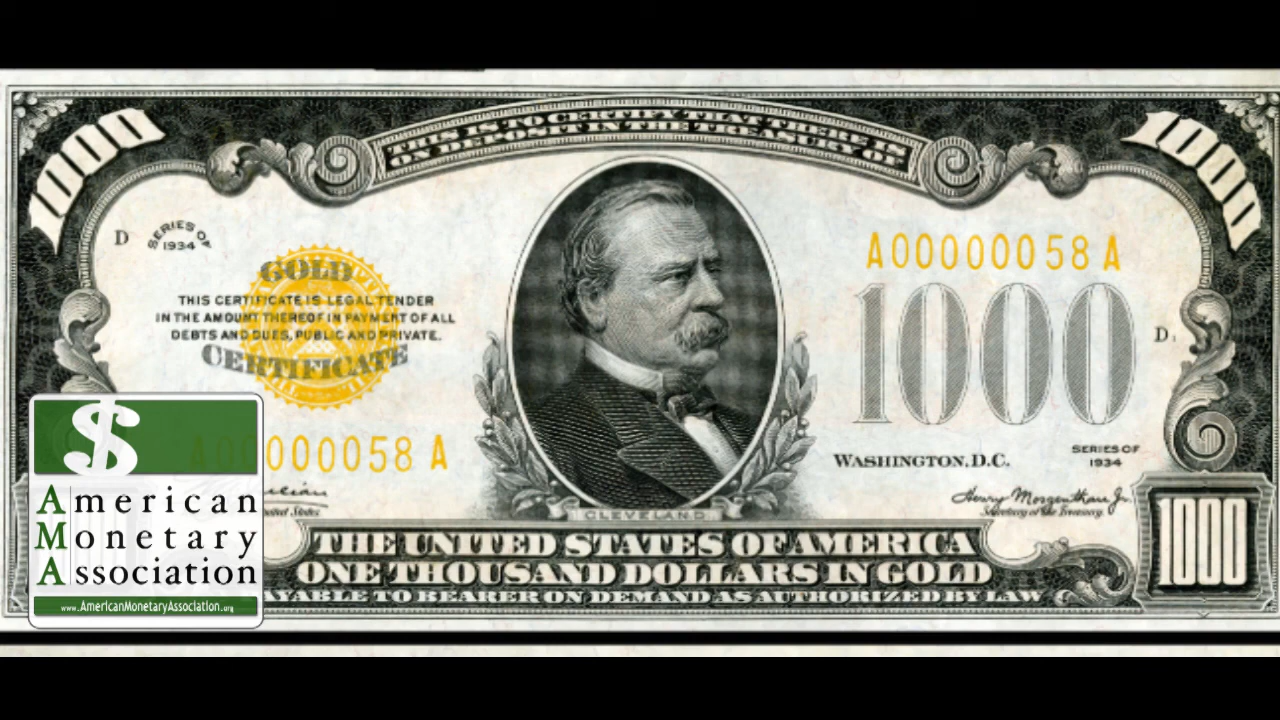 THIS IS TO CERTIFY THAT THERE IS
ON DEPOSIT IN THE TREASURY OF
1000
1000
D
SERIES OF
1934
A00000058A
GOLD
THIS CERTIFICATE IS LEGAL TENDER
IN THE AMOUNT THEREOF IN PAYMENT OF ALL
DEBTS AND DUES, PUBLIC AND PRIVATE.
CERTIFICATE
1000
D
A00000058A
WASHINGTON, D.C.
SERIES OF
1934
Henry Morgenthau Jr.
Secretary of the Treasury.
United States
CLEVELAND
THE UNITED STATES OF AMERICA
ONE THOUSAND DOLLARS IN GOLD
PAYABLE TO BEARER ON DEMAND AS AUTHORIZED BY LAW
1000
$
American
Monetary
Association
www.AmericanMonetaryAssociation.org